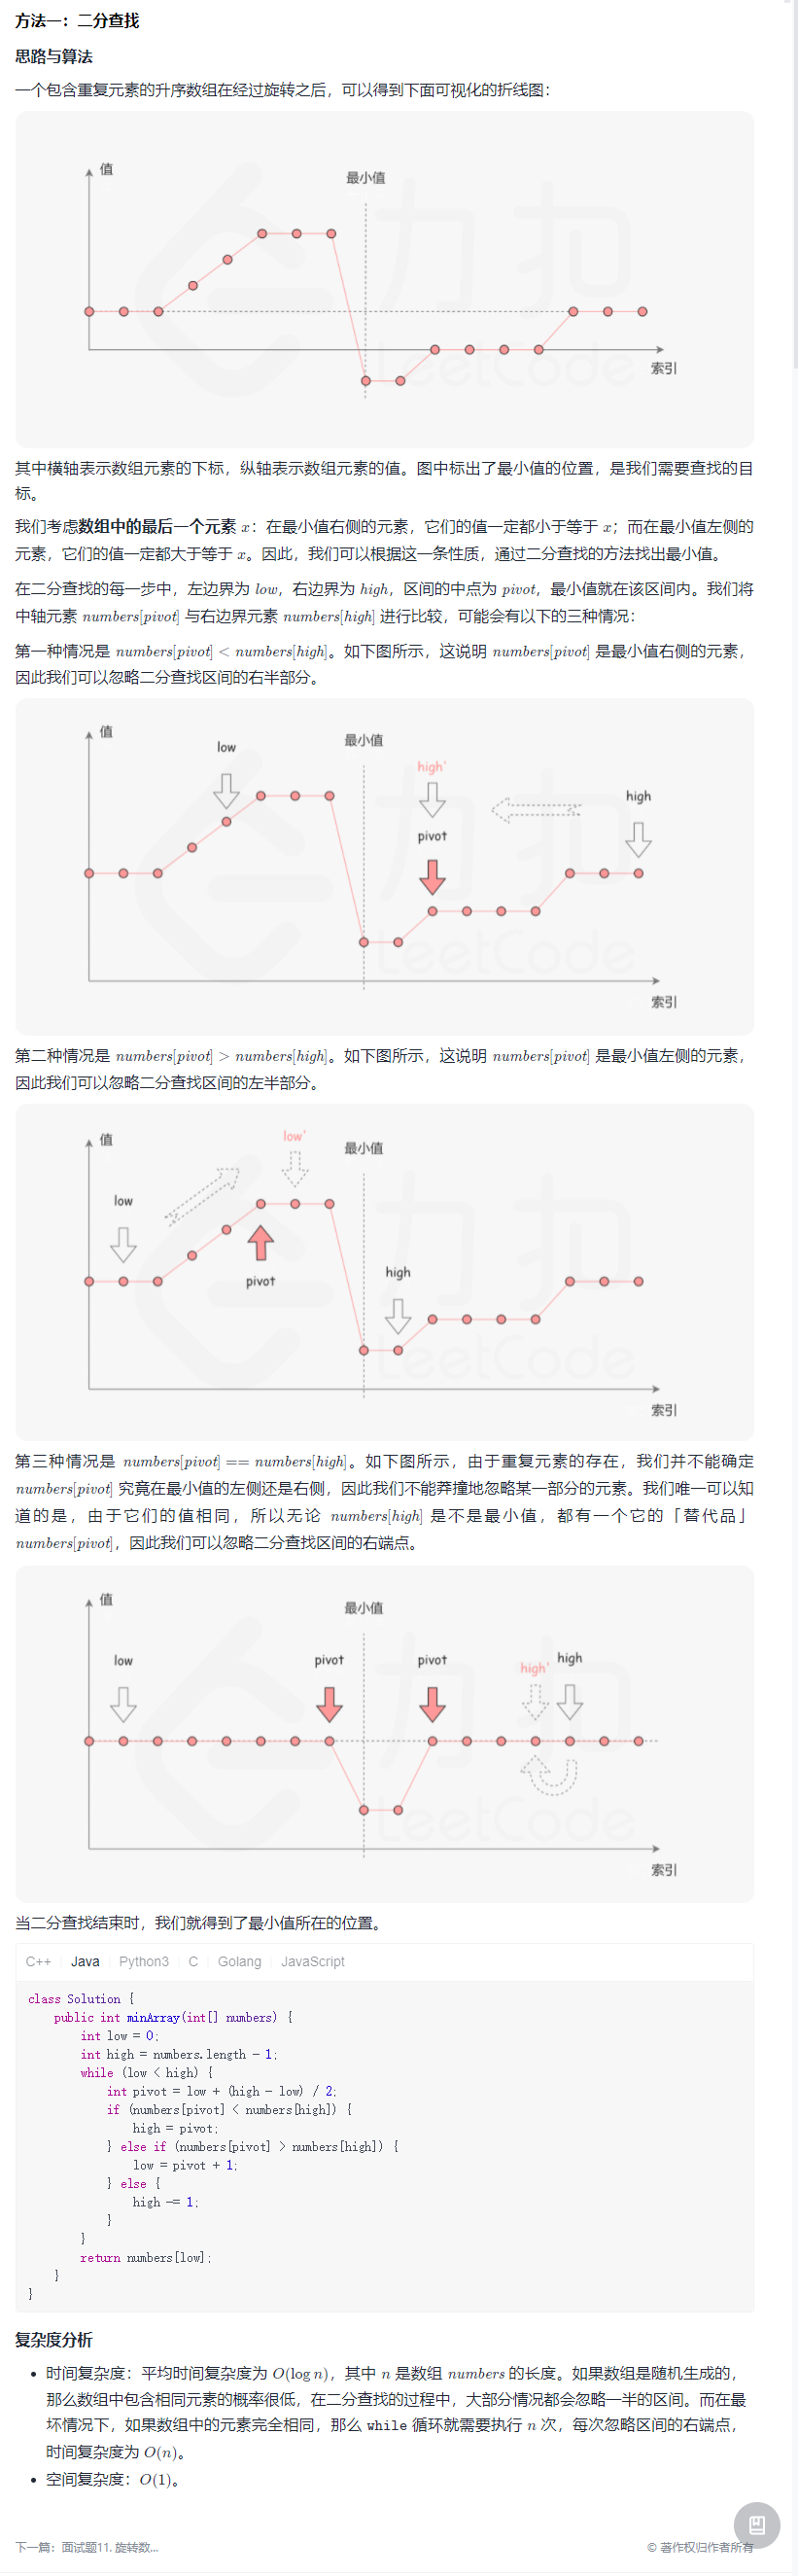 方法一：二分查找
思路与算法
一个包含重复元素的升序数组在经过旋转之后，可以得到下面可视化的折线图：
值
最小值
力扣
LeetCode
索引
其中横轴表示数组元素的下标，纵轴表示数组元素的值。图中标出了最小值的位置，是我们需要查找的目
标。
我们考虑数组中的最后一个元素 x：在最小值右侧的元素，它们的值一定都小于等于 x；而在最小值左侧的
元素，它们的值一定都大于等于 x。因此，我们可以根据这一条性质，通过二分查找的方法找出最小值。
在二分查找的每一步中，左边界为 low，右边界为 high，区间的中点为 pivot，最小值就在该区间内。我们将
中轴元素 numbers[pivot] 与右边界元素 numbers[high] 进行比较，可能会有以下的三种情况：
第一种情况是 numbers[pivot] < numbers[high]。如下图所示，这说明 numbers[pivot] 是最小值右侧的元素，
因此我们可以忽略二分查找区间的右半部分。
值
最小值
low
high'
high
pivot
力扣
LeetCode
索引
第二种情况是 numbers[pivot] > numbers[high]。如下图所示，这说明 numbers[pivot] 是最小值左侧的元素，
因此我们可以忽略二分查找区间的左半部分。
值
low'
最小值
low
high
pivot
力扣
LeetCode
索引
第三种情况是 numbers[pivot] == numbers[high]。如下图所示，由于重复元素的存在，我们并不能确定
numbers[pivot] 究竟在最小值的左侧还是右侧，因此我们不能莽撞地忽略某一部分的元素。我们唯一可以知
道的是，由于它们的值相同，所以无论 numbers[high] 是不是最小值，都有一个它的「替代品」
numbers[pivot]，因此我们可以忽略二分查找区间的右端点。
值
最小值
low
pivot
pivot
high'
high
力扣
LeetCode
索引
当二分查找结束时，我们就得到了最小值所在的位置。
C++ Java Python3 C Golang JavaScript
class Solution {
    public int minArray(int[] numbers) {
        int low = 0;
        int high = numbers.length - 1;
        while (low < high) {
            int pivot = low + (high - low) / 2;
            if (numbers[pivot] < numbers[high]) {
                high = pivot;
            } else if (numbers[pivot] > numbers[high]) {
                low = pivot + 1;
            } else {
                high -= 1;
            }
        }
        return numbers[low];
    }
}
复杂度分析
• 时间复杂度：平均时间复杂度为 O(log n)，其中 n 是数组 numbers 的长度。如果数组是随机生成的，
那么数组中包含相同元素的概率很低，在二分查找的过程中，大部分情况都会忽略一半的区间。而在最
坏情况下，如果数组中的元素完全相同，那么 while 循环就需要执行 n 次，每次忽略区间的右端点，
时间复杂度为 O(n)。
• 空间复杂度：O(1)。
下一篇：面试题11. 旋转数...
© 著作权归作者所有